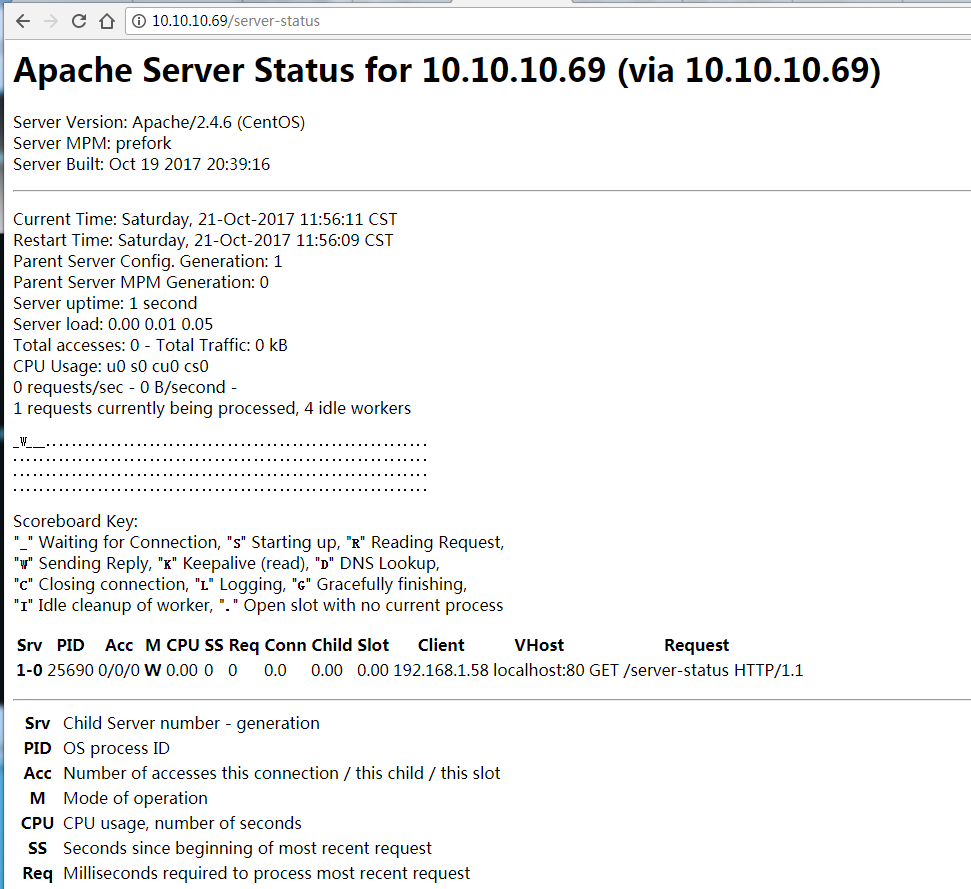 10.10.10.69/server-status
Apache Server Status for 10.10.10.69 (via 10.10.10.69)
Server Version: Apache/2.4.6 (CentOS)
Server MPM: prefork
Server Built: Oct 19 2017 20:39:16
Current Time: Saturday, 21-Oct-2017 11:56:11 CST
Restart Time: Saturday, 21-Oct-2017 11:56:09 CST
Parent Server Config. Generation: 1
Parent Server MPM Generation: 0
Server uptime: 1 second
Server load: 0.00 0.01 0.05
Total accesses: 0 - Total Traffic: 0 kB
CPU Usage: u0 s0 cu0 cs0
0 requests/sec - 0 B/second -
1 requests currently being processed, 4 idle workers
_W___...........................................................
................................................................
................................................................
................................................................
Scoreboard Key:
"_" Waiting for Connection, "S" Starting up, "R" Reading Request,
"W" Sending Reply, "K" Keepalive (read), "D" DNS Lookup,
"C" Closing connection, "L" Logging, "G" Gracefully finishing,
"I" Idle cleanup of worker, "." Open slot with no current process
Srv PID Acc M CPU SS Req Conn Child Slot Client VHost Request
1-0 25690 0/0/0 W 0.00 0 0 0.0 0.00 0.00 192.168.1.58 localhost:80 GET /server-status HTTP/1.1
Srv Child Server number - generation
PID OS process ID
Acc Number of accesses this connection / this child / this slot
M Mode of operation
CPU CPU usage, number of seconds
SS Seconds since beginning of most recent request
Req Milliseconds required to process most recent request